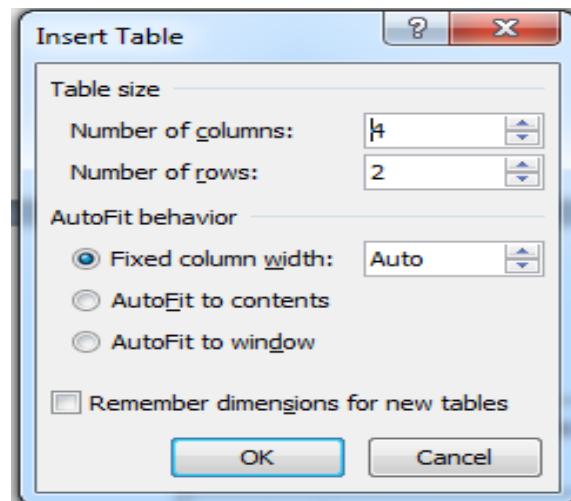 Insert Table
?
Table size
Number of columns: 4
Number of rows: 2
AutoFit behavior
Fixed column width: Auto
AutoFit to contents
AutoFit to window
Remember dimensions for new tables
OK Cancel